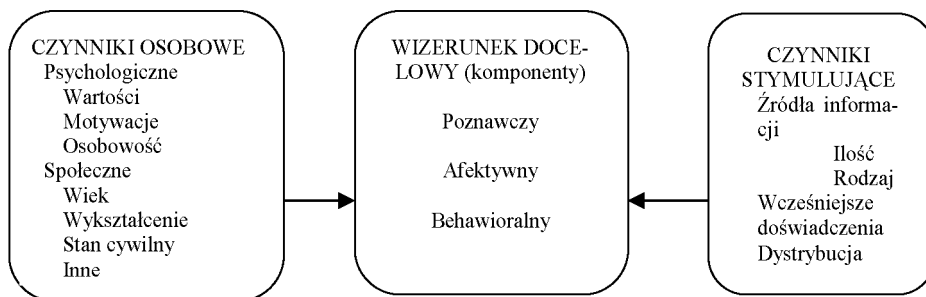 CZYNNIKI OSOBOWE
Psychologiczne
Wartości
Motywacje
Osobowość
Społeczne
Wiek
Wykształcenie
Stan cywilny
Inne
WIZERUNEK DOCE-
LOWY (komponenty)
Poznawczy
Afektywny
Behawioralny
CZYNNIKI
STYMULUJĄCE
Źródła informa-
cji
Ilość
Rodzaj
Wcześniejsze
doświadczenia
Dystrybucja